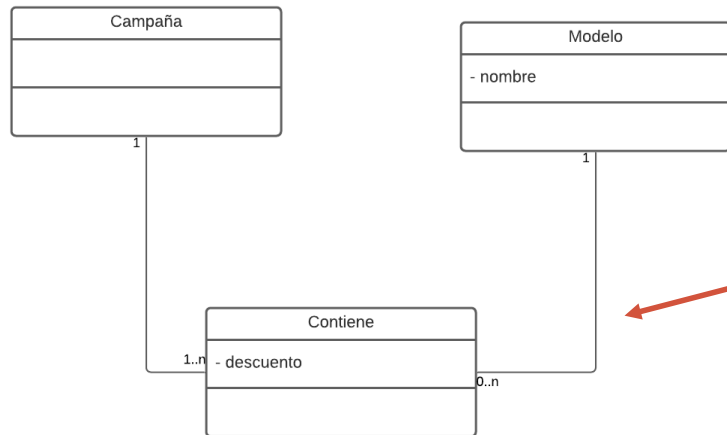 Campaña
Modelo
- nombre
1
1
Contiene
1..n
- descuento
0..n